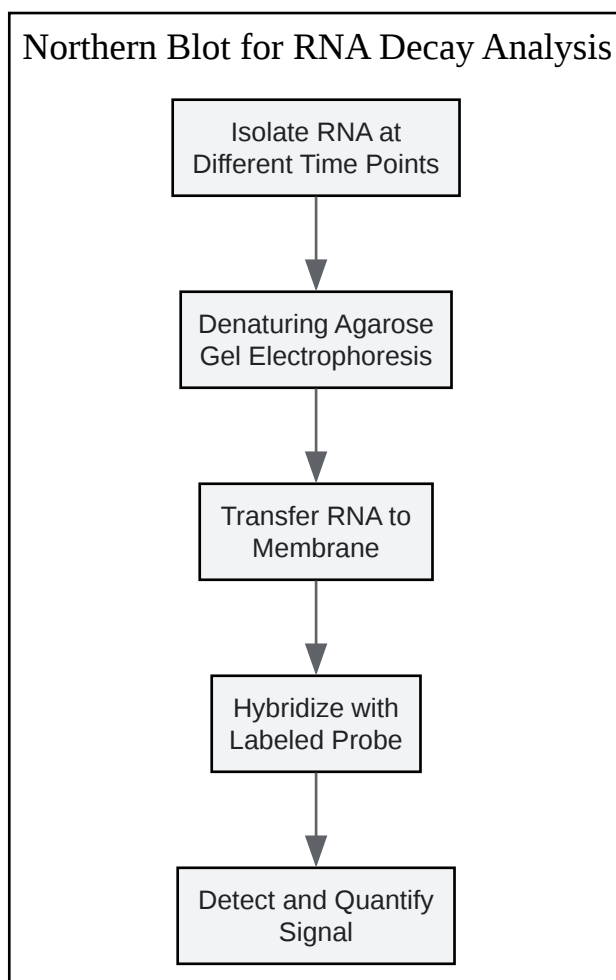 Northern Blot for RNA Decay Analysis
Isolate RNA at
Different Time Points
Denaturing Agarose
Gel Electrophoresis
Transfer RNA to
Membrane
Hybridize with
Labeled Probe
Detect and Quantify
Signal